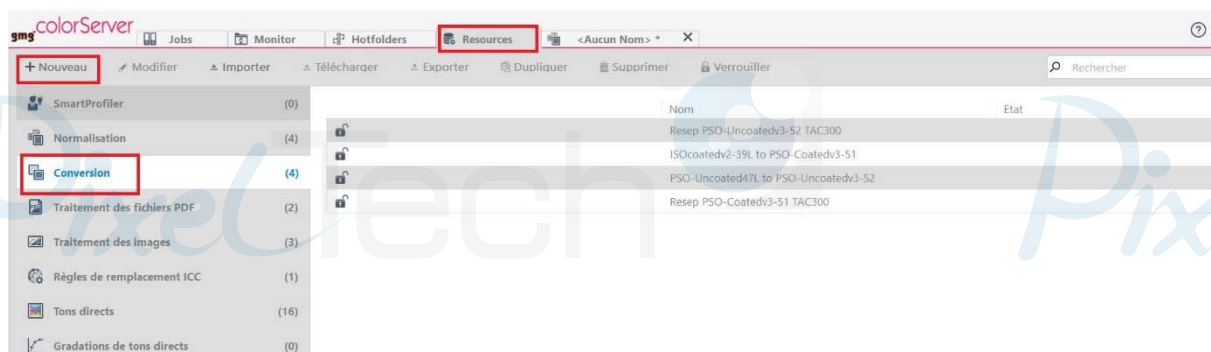 gmg colorServer
Jobs Monitor Hotfolders Resources <Aucun Nom> * X
+ Nouveau Modifier Importer Télécharger Exporter Dupliquer Supprimer Verrouiller Rechercher
SmartProfiler (0)
Nom Etat
Normalisation (4)
Resep PSO-Uncoatedv3-52 TAC300
ISOcoatedv2-39L to PSO-Coatedv3-51
Conversion (4)
PSO-Uncoated47L to PSO-Uncoatedv3-52
Traitement des fichiers PDF (2)
Resep PSO-Coatedv3-51 TAC300
Traitement des images (3)
Règles de remplacement ICC (1)
Tons directs (16)
Gradations de tons directs (0)
PixelTech
Pix